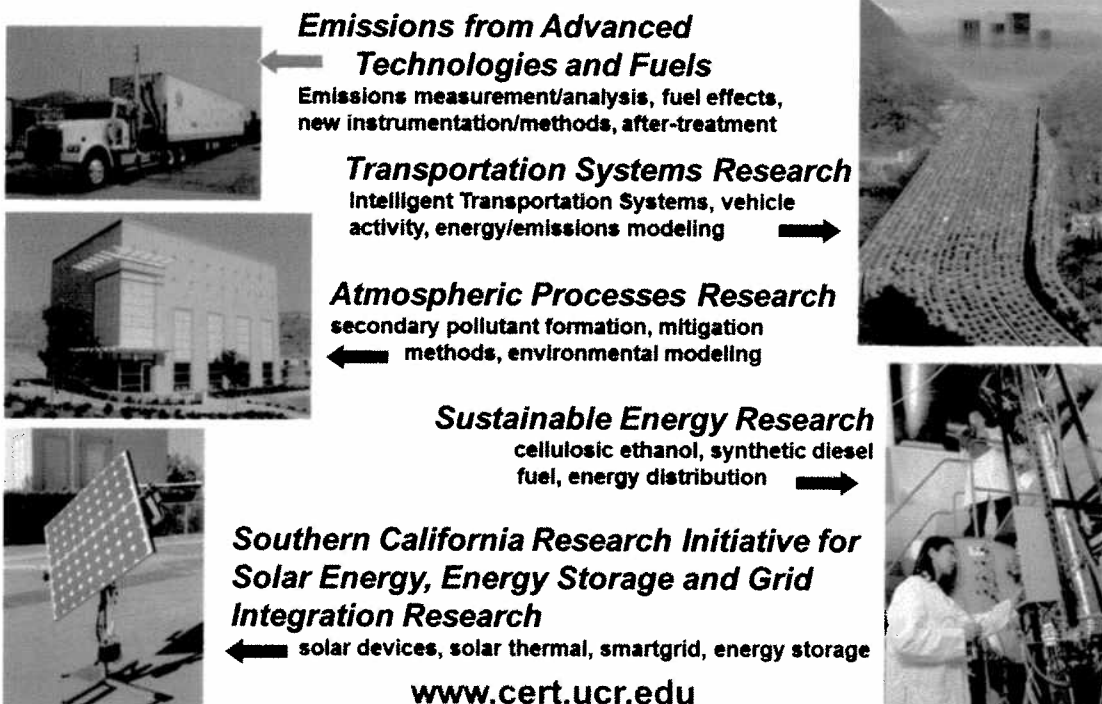 Emissions from Advanced
Technologies and Fuels
Emissions measurement/analysis, fuel effects,
new instrumentation/methods, after-treatment
Transportation Systems Research
Intelligent Transportation Systems, vehicle
activity, energy/emissions modeling
Atmospheric Processes Research
secondary pollutant formation, mitigation
methods, environmental modeling
Sustainable Energy Research
cellulosic ethanol, synthetic diesel
fuel, energy distribution
Southern California Research Initiative for
Solar Energy, Energy Storage and Grid
Integration Research
solar devices, solar thermal, smartgrid, energy storage
www.cert.ucr.edu